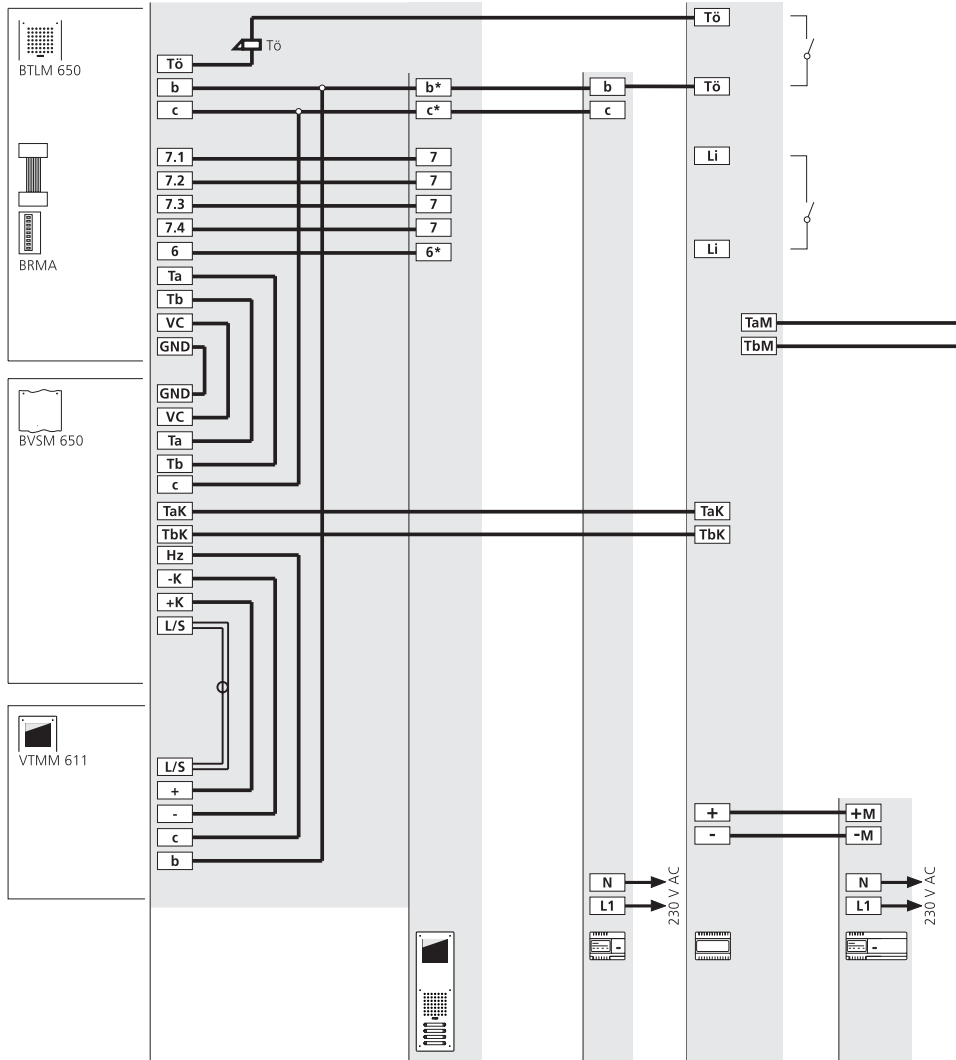 BTLM 650
BRMA
BVSM 650
VTMM 611
Tö
Tö
b
c
7.1
7.2
7.3
7.4
6
Ta
Tb
VC
GND
GND
VC
Ta
Tb
c
TaK
TbK
Hz
-K
+K
L/S
L/S
+
-
c
b
b*
c*
7
7
7
7
6*
b
c
N
L1
230 V AC
Tö
Tö
Li
Li
TaM
TbM
TaK
TbK
+
-
+M
-M
N
L1
230 V AC